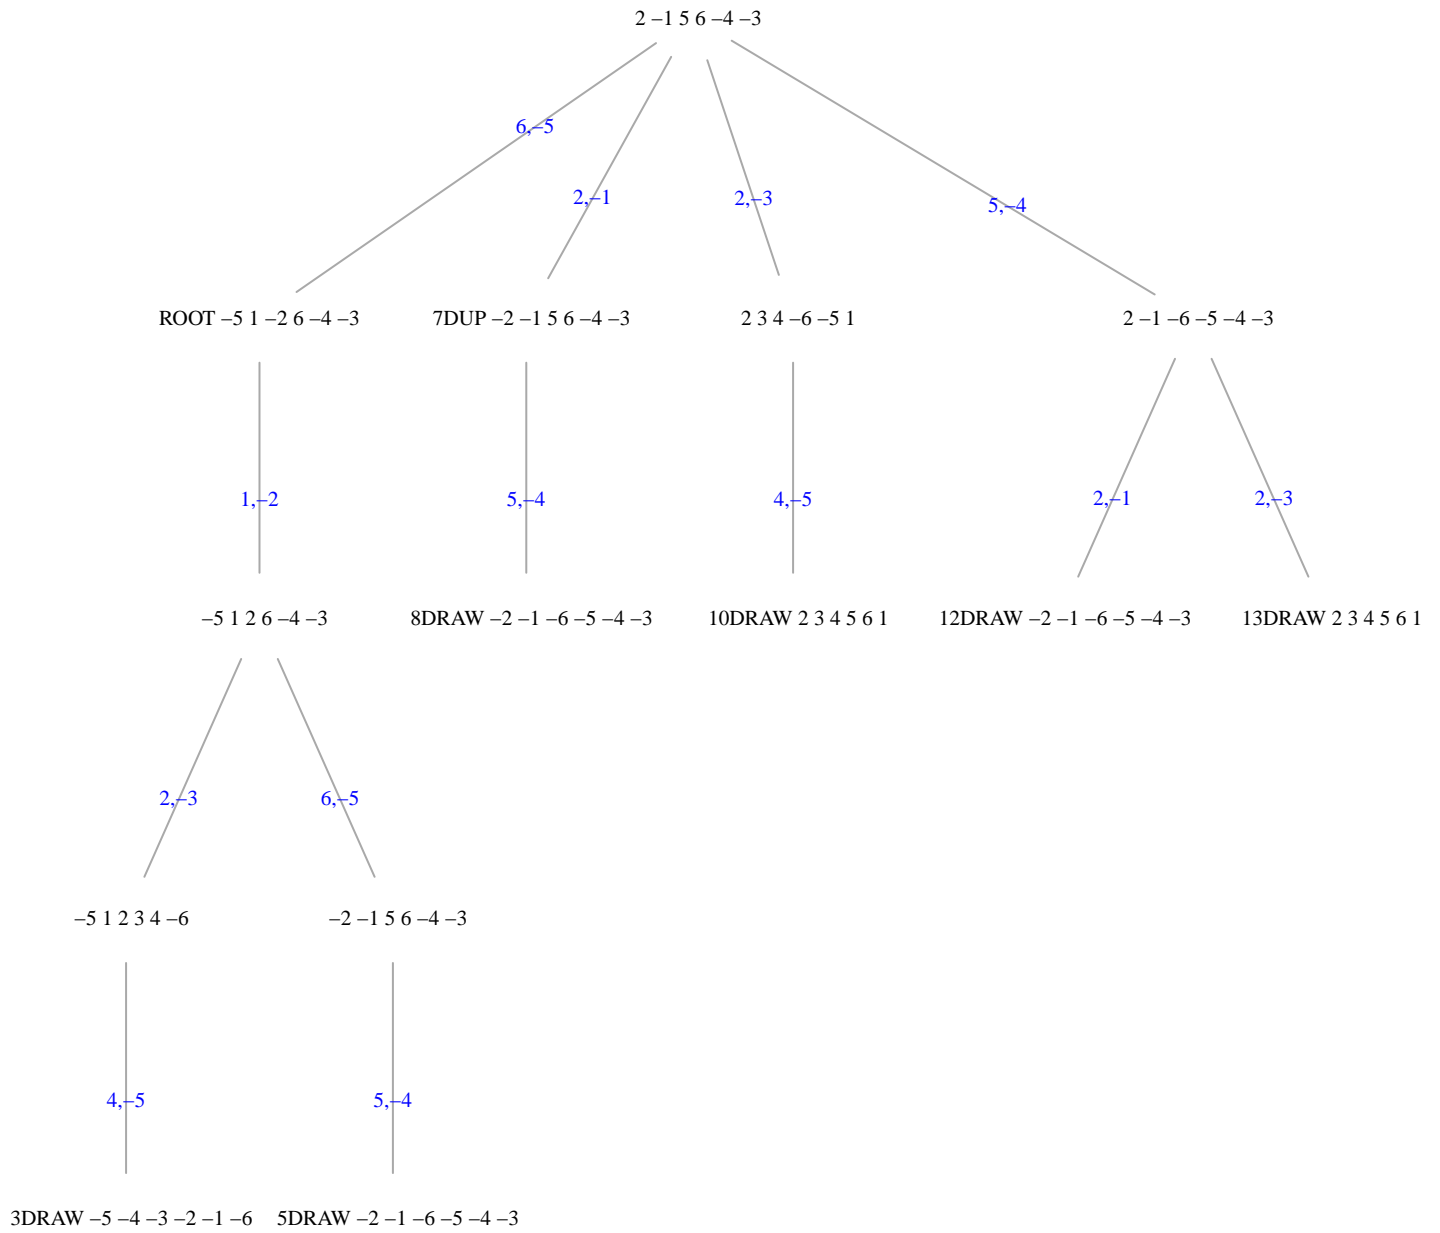 2 –1 5 6 –4 –3
6,–5
2,–1
2,–3
5,–4
ROOT –5 1 –2 6 –4 –3
7DUP –2 –1 5 6 –4 –3
2 3 4 –6 –5 1
2 –1 –6 –5 –4 –3
1,–2
5,–4
4,–5
2,–1
2,–3
–5 1 2 6 –4 –3
8DRAW –2 –1 –6 –5 –4 –3
10DRAW 2 3 4 5 6 1
12DRAW –2 –1 –6 –5 –4 –3
13DRAW 2 3 4 5 6 1
2,–3
6,–5
–5 1 2 3 4 –6
–2 –1 5 6 –4 –3
4,–5
5,–4
3DRAW –5 –4 –3 –2 –1 –6
5DRAW –2 –1 –6 –5 –4 –3